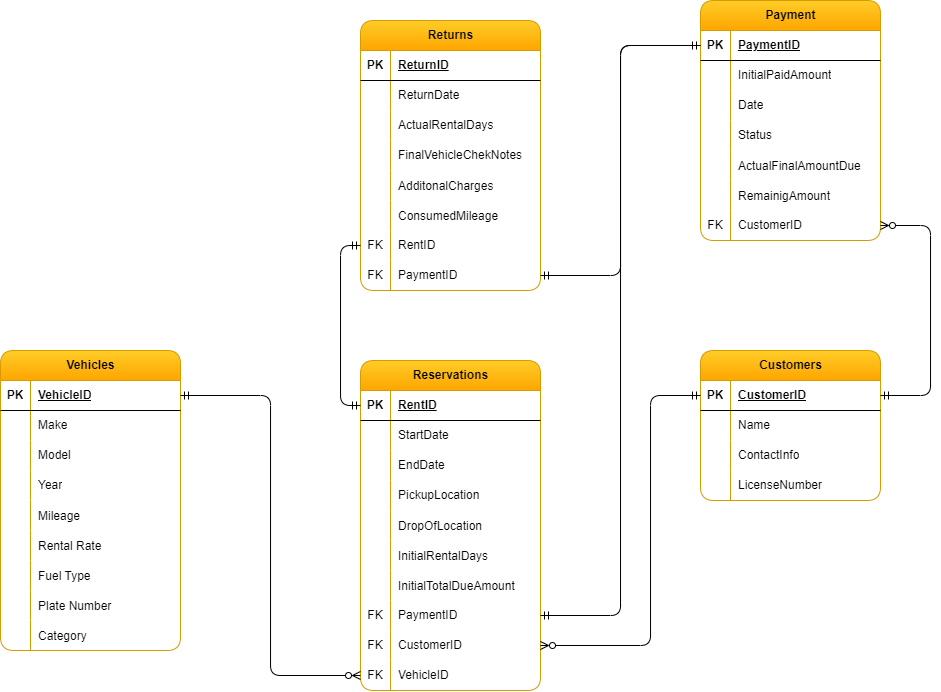 Payment
PK PaymentID
InitialPaidAmount
Date
Status
ActualFinalAmountDue
RemainigAmount
FK CustomerID
Returns
PK ReturnID
ReturnDate
ActualRentalDays
FinalVehicleChekNotes
AdditonalCharges
ConsumedMileage
FK RentID
FK PaymentID
Vehicles
PK VehicleID
Make
Model
Year
Mileage
Rental Rate
Fuel Type
Plate Number
Category
Reservations
PK RentID
StartDate
EndDate
PickupLocation
DropOfLocation
InitialRentalDays
InitialTotalDueAmount
FK PaymentID
FK CustomerID
FK VehicleID
Customers
PK CustomerID
Name
ContactInfo
LicenseNumber